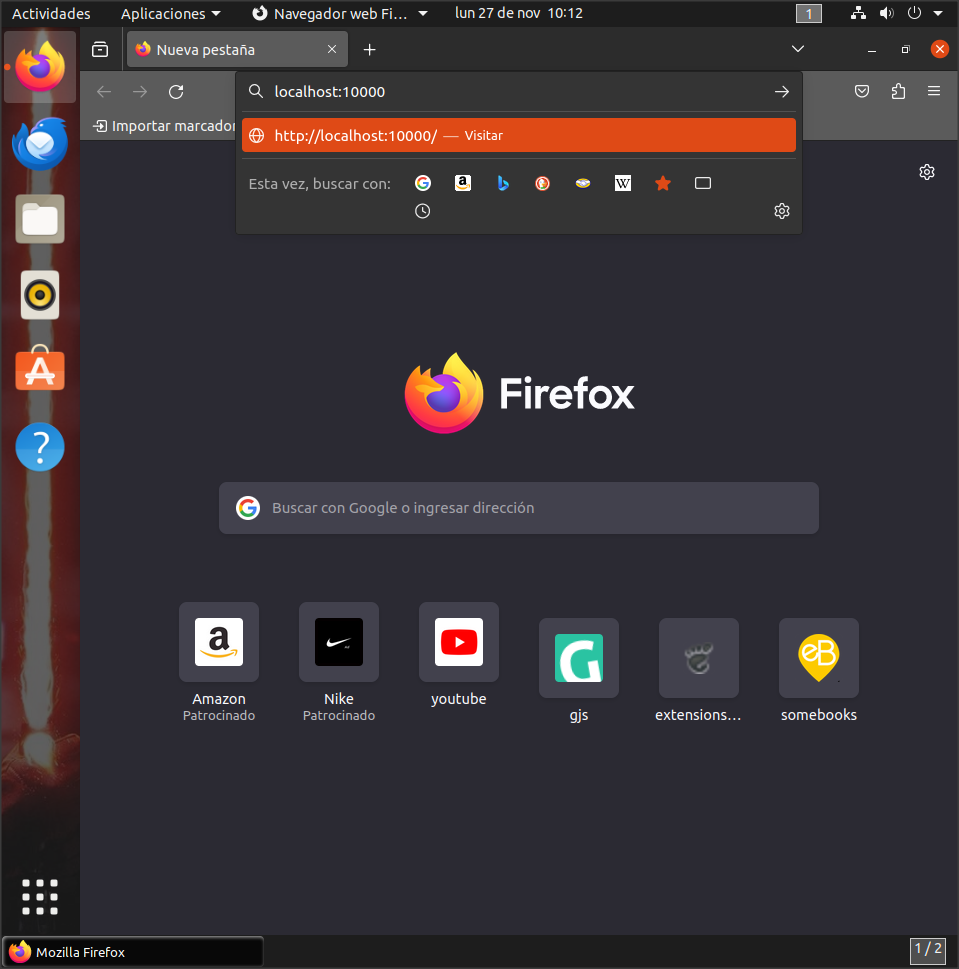 Actividades Aplicaciones Navegador web Fi… lun 27 de nov 10:12 1
Nueva pestaña
localhost:10000
Importar marcador
http://localhost:10000/ — Visitar
Esta vez, buscar con:
Firefox
Buscar con Google o ingresar dirección
Amazon
Patrocinado
Nike
Patrocinado
youtube
gjs
extensions…
somebooks
Mozilla Firefox 1 / 2